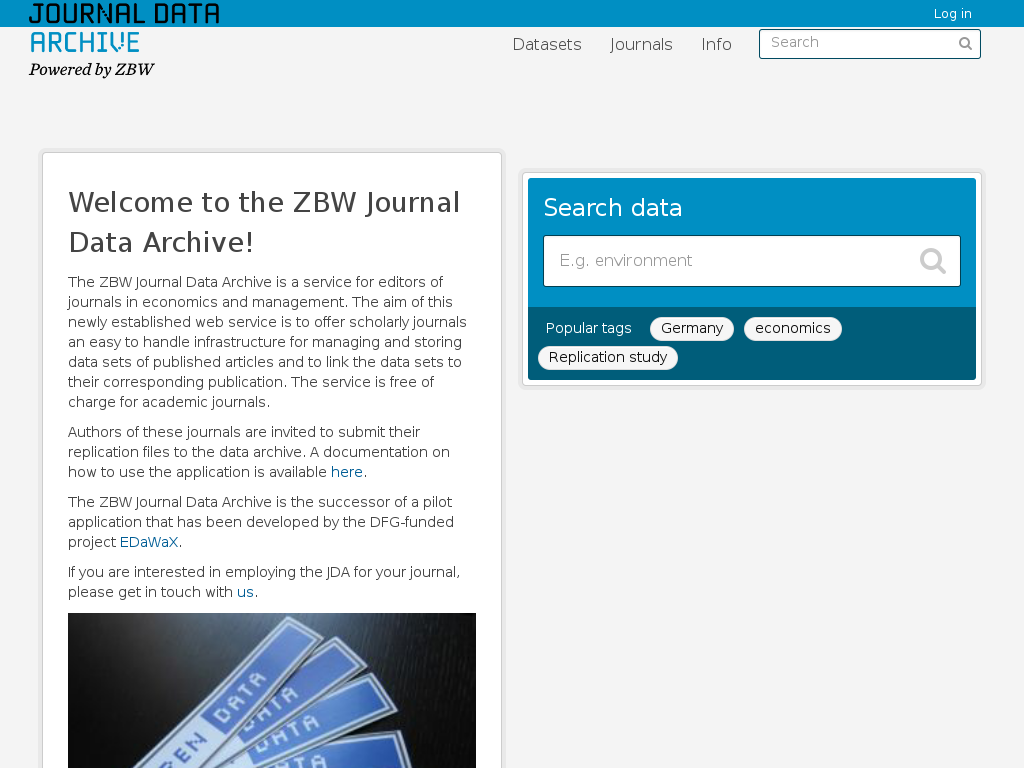 JOURNAL DATA
ARCHIVE
Powered by ZBW
Log in
Datasets
Journals
Info
Search
Welcome to the ZBW Journal
Data Archive!
The ZBW Journal Data Archive is a service for editors of
journals in economics and management. The aim of this
newly established web service is to offer scholarly journals
an easy to handle infrastructure for managing and storing
data sets of published articles and to link the data sets to
their corresponding publication. The service is free of
charge for academic journals.
Authors of these journals are invited to submit their
replication files to the data archive. A documentation on
how to use the application is available here.
The ZBW Journal Data Archive is the successor of a pilot
application that has been developed by the DFG-funded
project EDaWaX.
If you are interested in employing the JDA for your journal,
please get in touch with us.
PEN DATA
DATA
DATA
DATA
Search data
E.g. environment
Popular tags
Germany
economics
Replication study